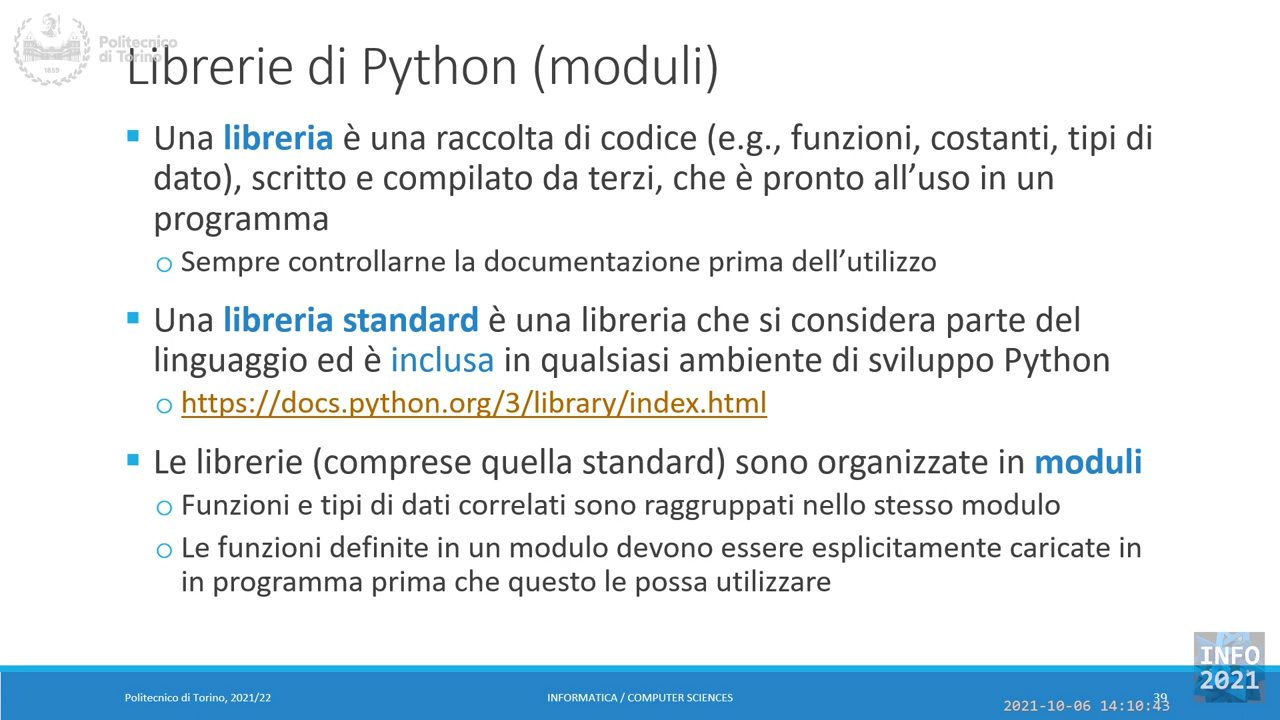 Politecnico
di Torino
1859
Librerie di Python (moduli)
Una libreria è una raccolta di codice (e.g., funzioni, costanti, tipi di
dato), scritto e compilato da terzi, che è pronto all’uso in un
programma
Sempre controllarne la documentazione prima dell’utilizzo
Una libreria standard è una libreria che si considera parte del
linguaggio ed è inclusa in qualsiasi ambiente di sviluppo Python
https://docs.python.org/3/library/index.html
Le librerie (comprese quella standard) sono organizzate in moduli
Funzioni e tipi di dati correlati sono raggruppati nello stesso modulo
Le funzioni definite in un modulo devono essere esplicitamente caricate in
in programma prima che questo le possa utilizzare
INFO
2021
Politecnico di Torino, 2021/22
INFORMATICA / COMPUTER SCIENCES
39
2021-10-06 14:10:43